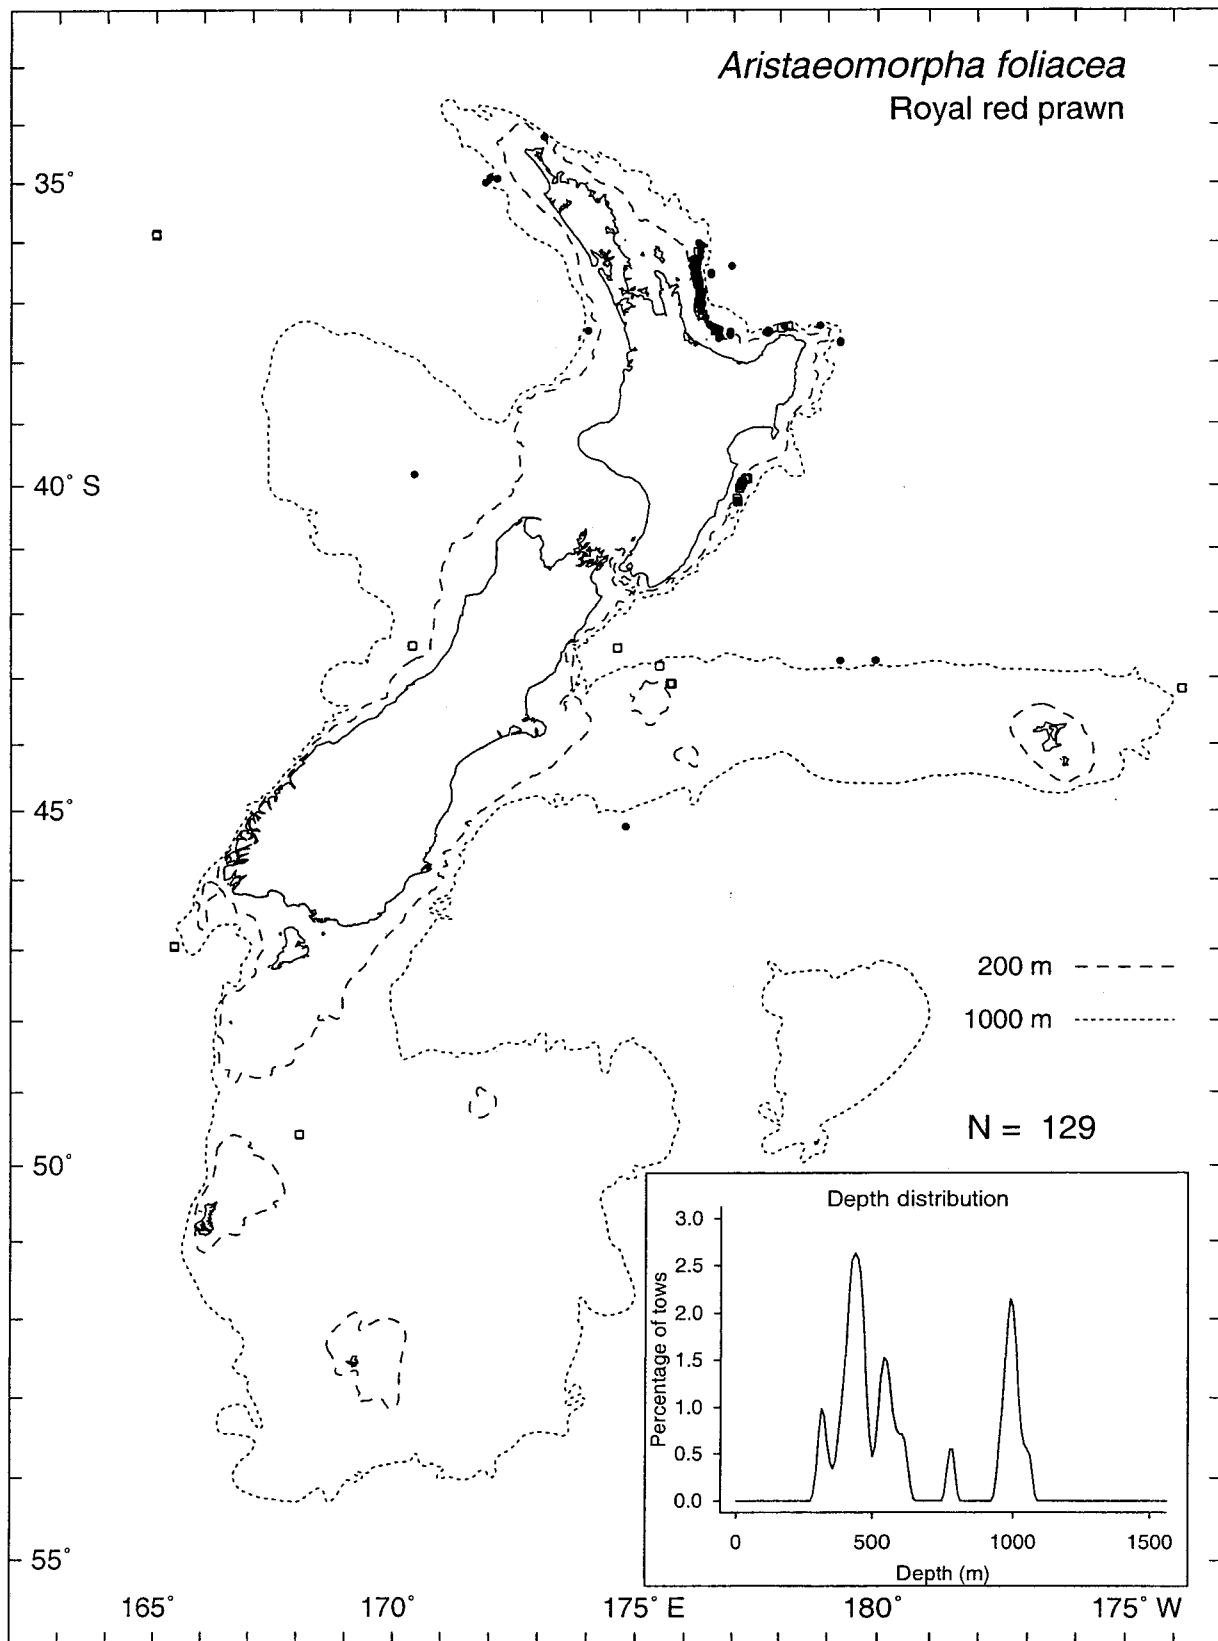 Aristaeomorpha foliacea
Royal red prawn
35°
40° S
45°
50°
55°
200 m
1000 m
N = 129
Depth distribution
Percentage of tows
3.0
2.5
2.0
1.5
1.0
0.5
0.0
0 500 1000 1500
Depth (m)
165° 170° 175° E 180° 175° W